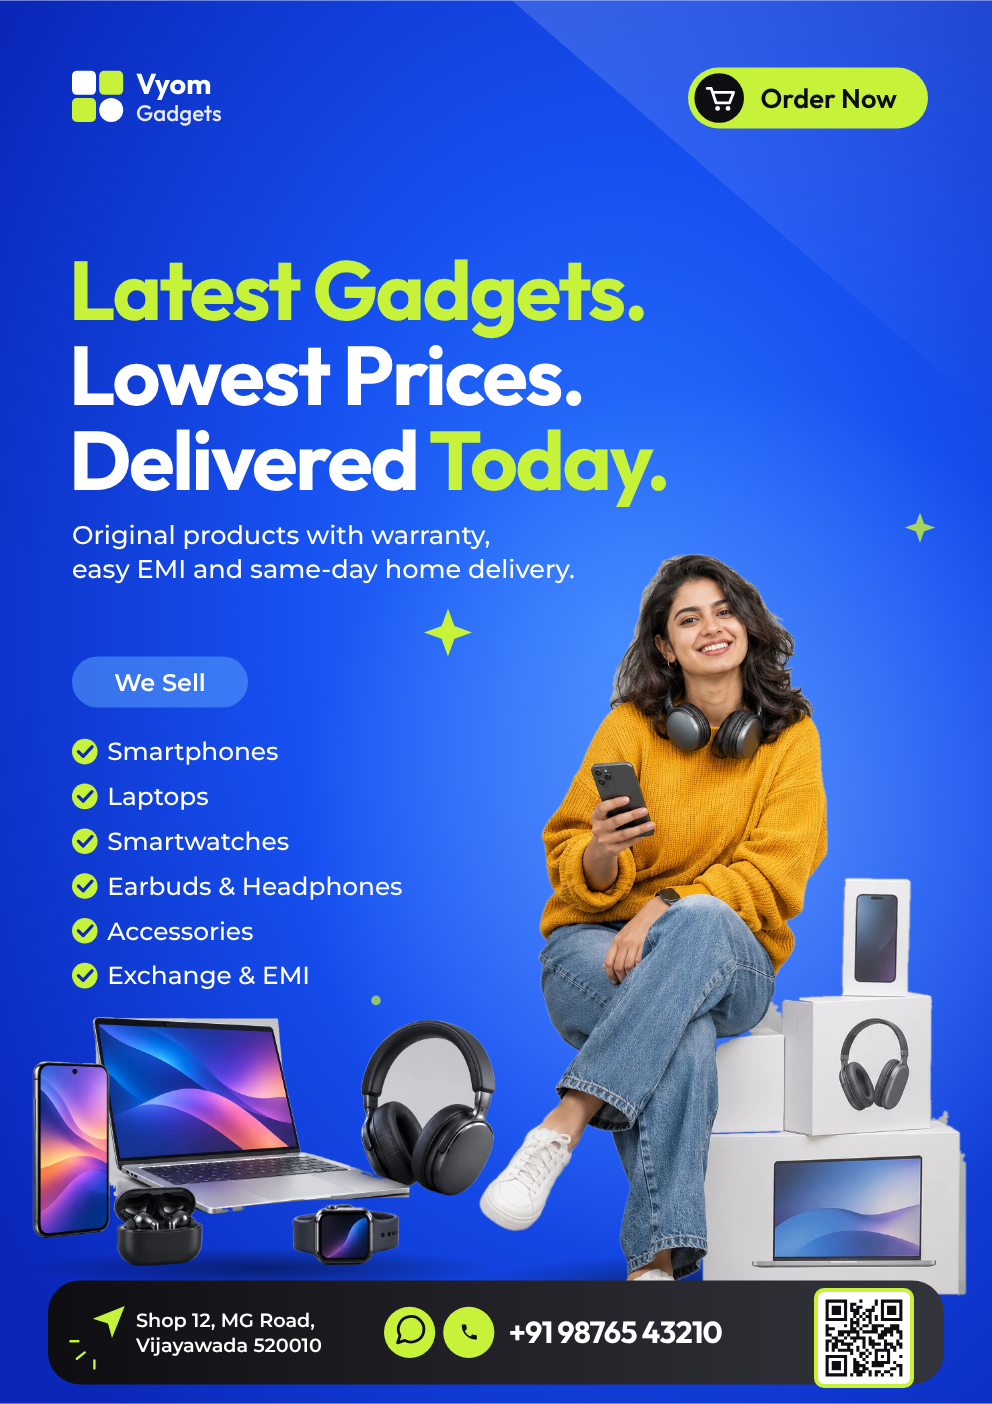 Vyom
Gadgets
Order Now
Latest Gadgets.
Lowest Prices.
Delivered Today.
Original products with warranty,
easy EMI and same-day home delivery.
We Sell
Smartphones
Laptops
Smartwatches
Earbuds & Headphones
Accessories
Exchange & EMI
Shop 12, MG Road,
Vijayawada 520010
+91 98765 43210